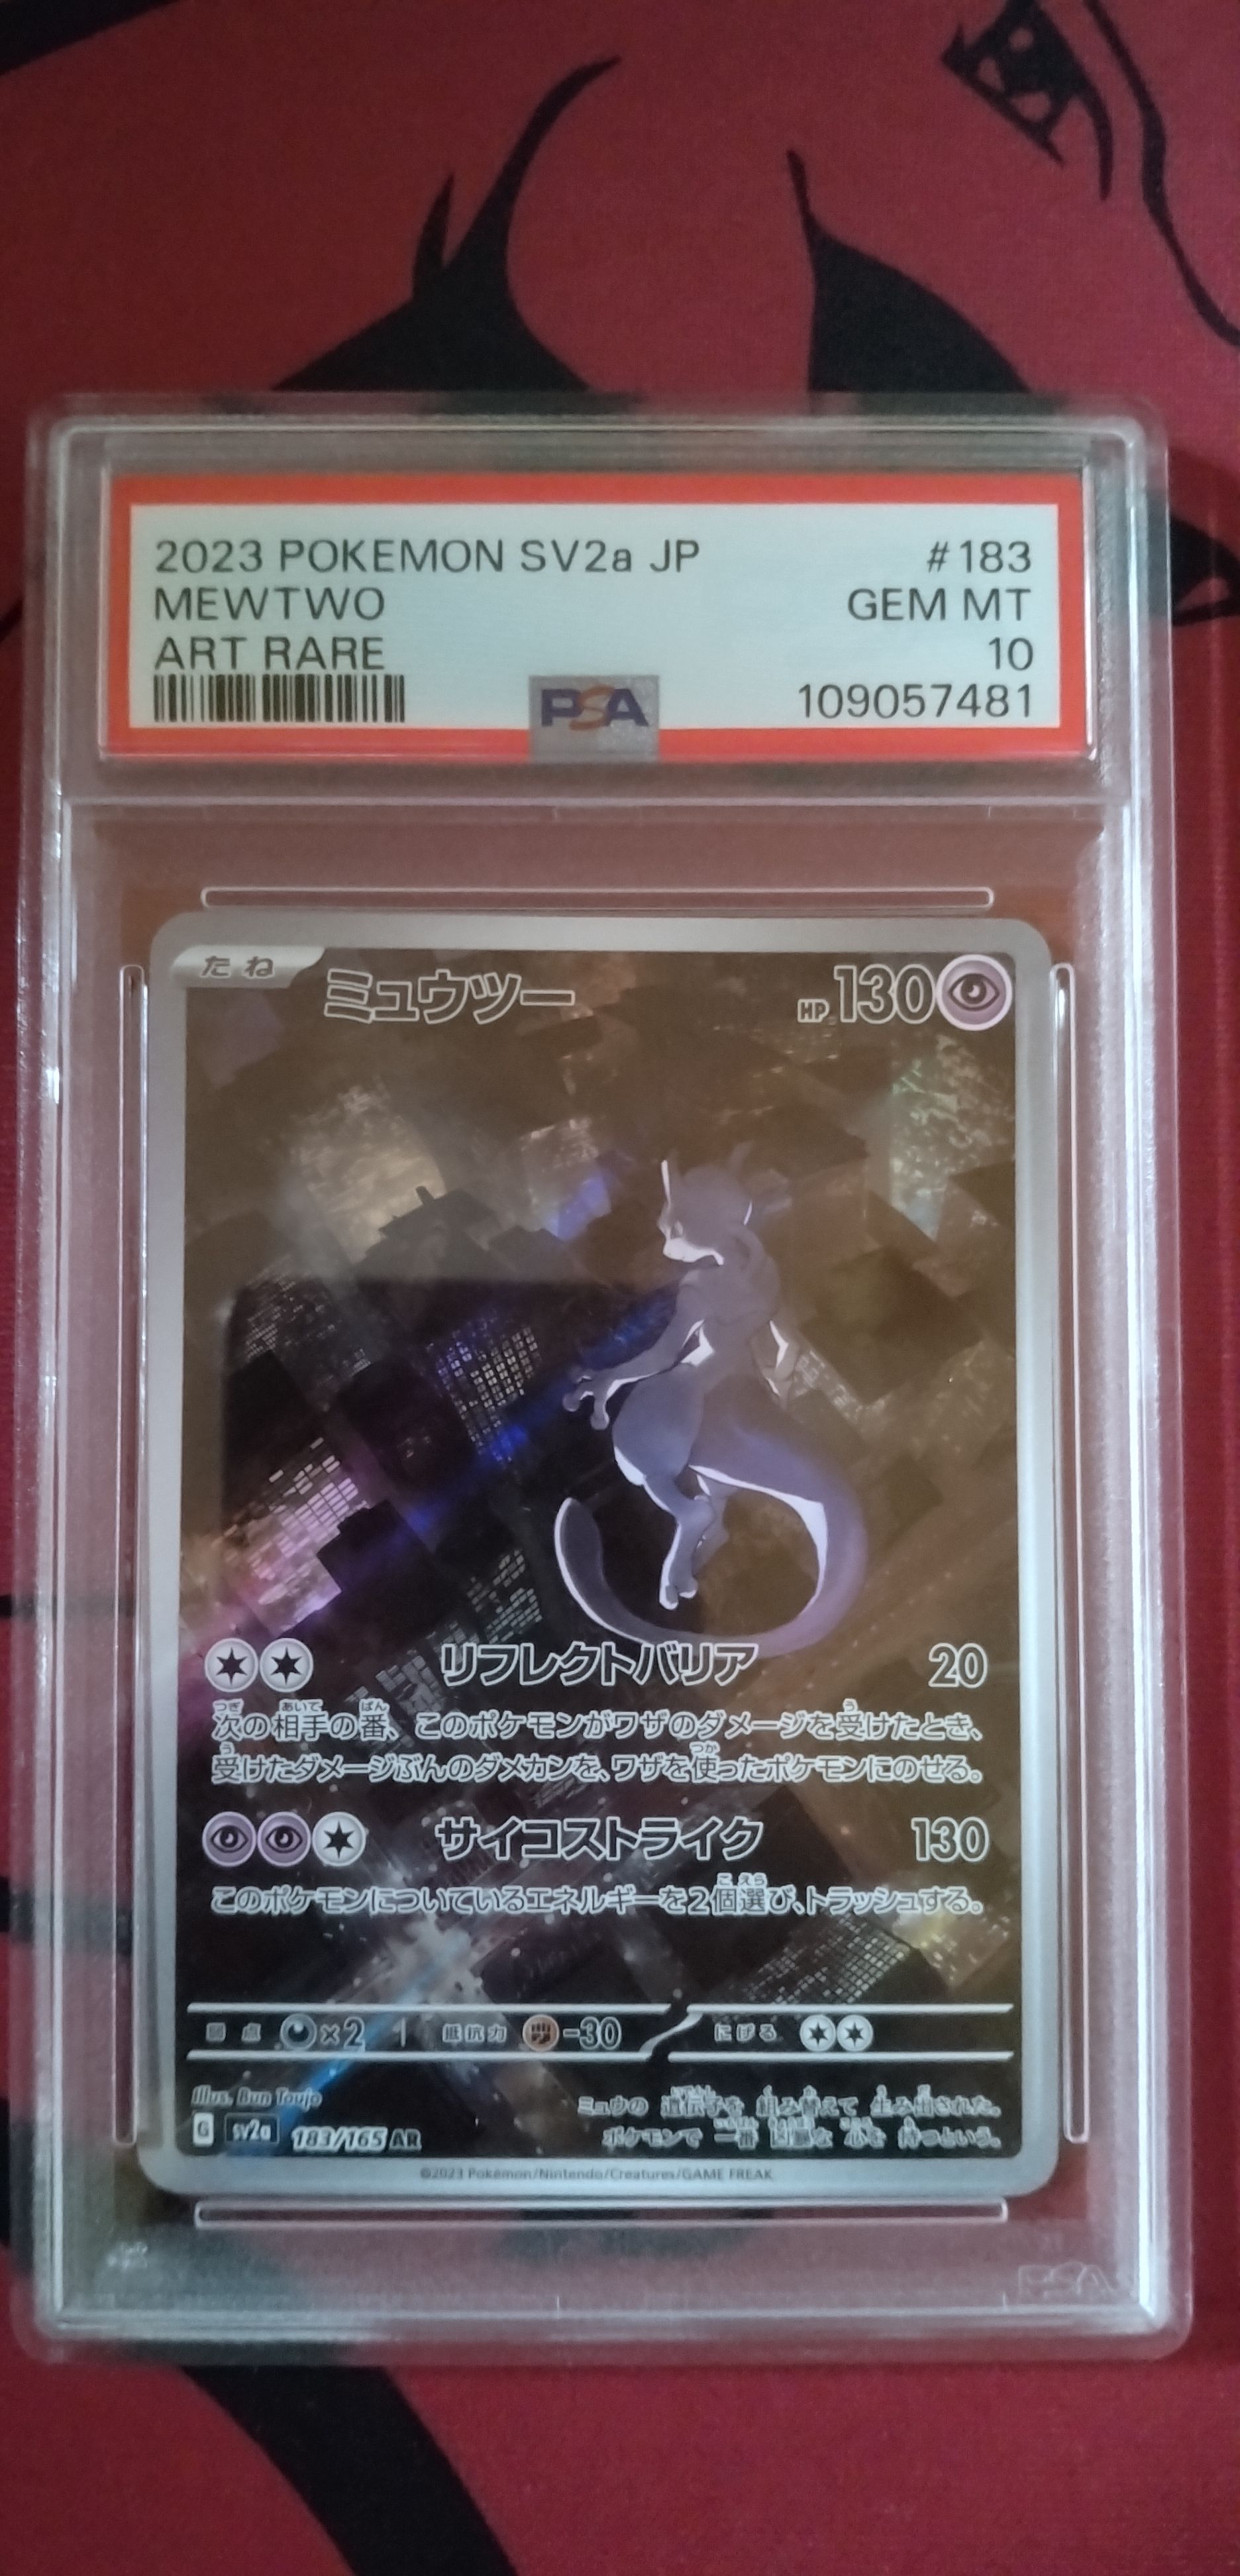 2023 POKEMON SV2a JP #183
MEWTWO GEM MT
ART RARE 10
PSA 109057481
たね ミュウツー HP 130
リフレクトバリア 20
次の相手の番、このポケモンがワザのダメージを受けたとき、
受けたダメージぶんのダメカンを、ワザを使ったポケモンにのせる。
サイコストライク 130
このポケモンについているエネルギーを2個選び、トラッシュする。
弱点 ×2 抵抗力 -30 にげる
Illus. Bun Toujo
ミュウの 遺伝子を 組み替えて 生み出された。
G sv2a 183/165 AR
ポケモンで 一番 凶暴な 心を 持つという。
©2023 Pokémon/Nintendo/Creatures/GAME FREAK
PSA